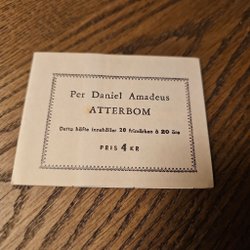 Per Daniel Amadeus
ATTERBOM
Detta häfte innehåller 20 frimärken à 20 öre
PRIS 4 KR